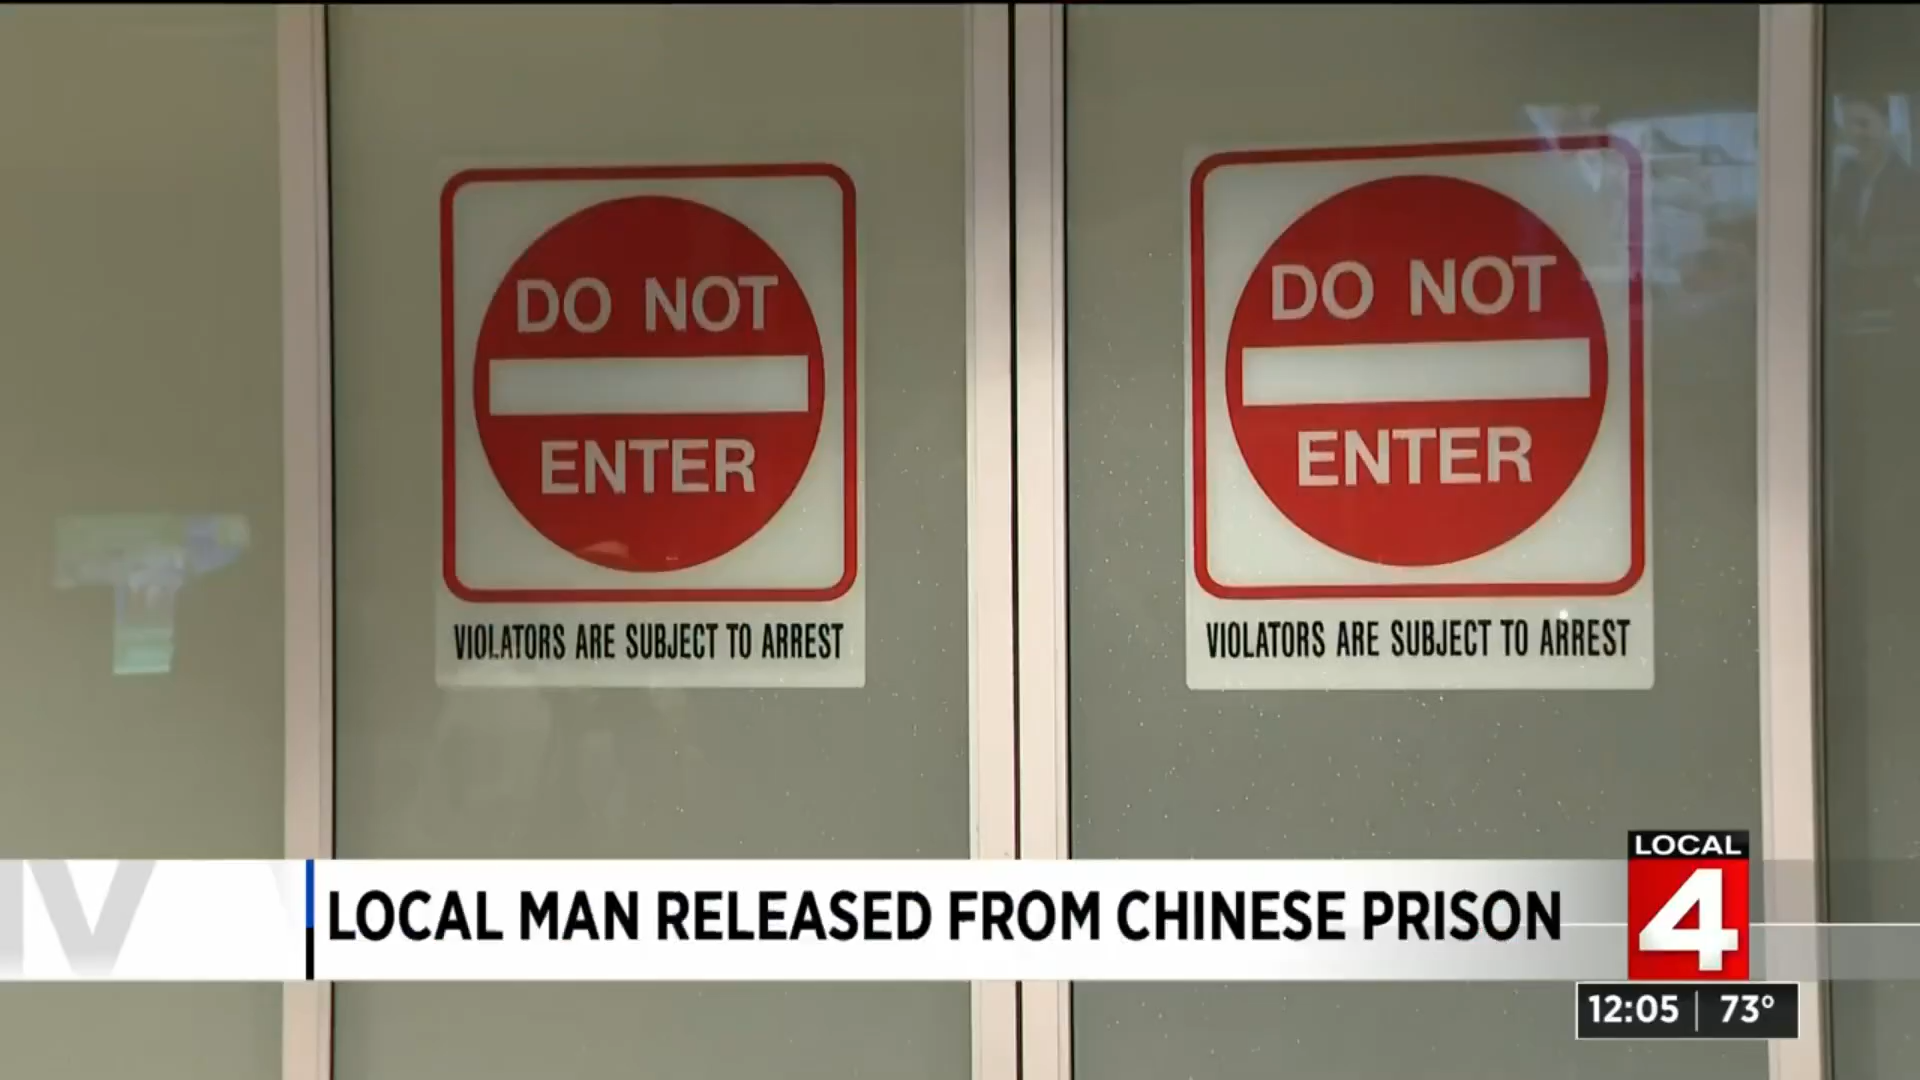 DO NOT
ENTER
VIOLATORS ARE SUBJECT TO ARREST
DO NOT
ENTER
VIOLATORS ARE SUBJECT TO ARREST
LOCAL MAN RELEASED FROM CHINESE PRISON
LOCAL
4
12:05 | 73°